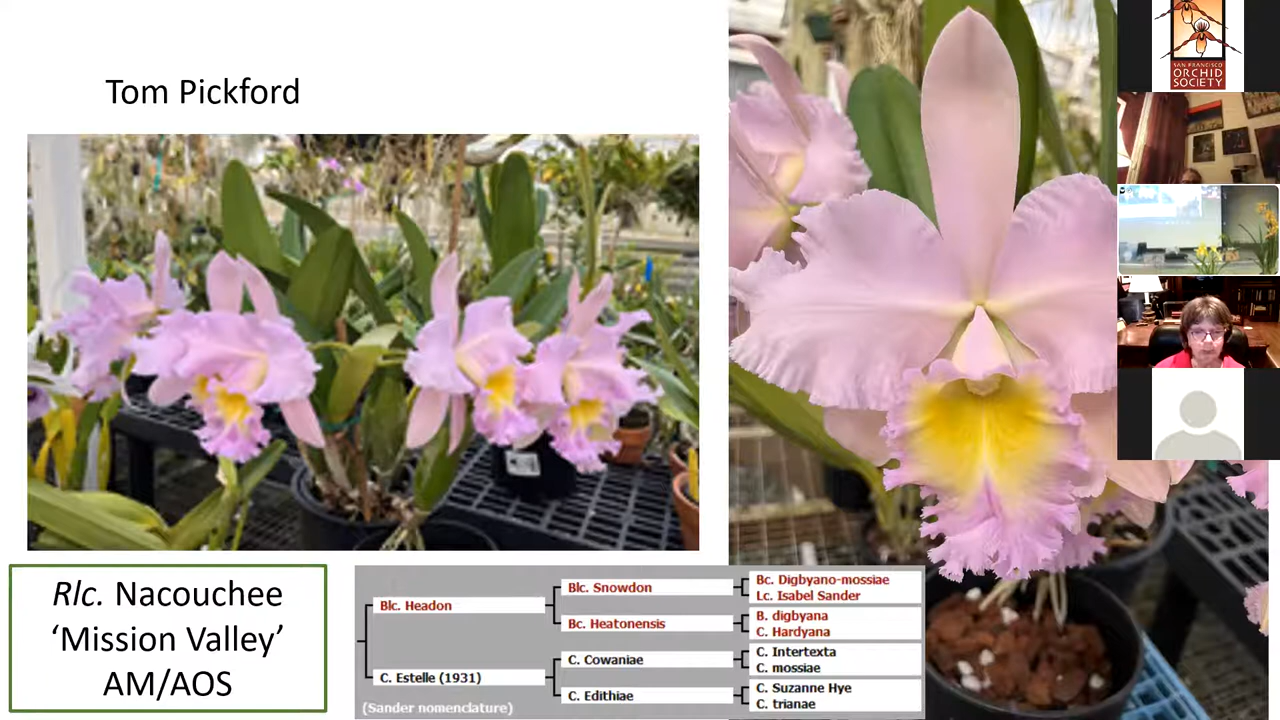 Tom Pickford
Rlc. Nacouchee
‘Mission Valley’
AM/AOS
Blc. Headon
C. Estelle (1931)
(Sander nomenclature)
Blc. Snowdon
Bc. Heatonensis
C. Cowaniae
C. Edithiae
Bc. Digbyano-mossiae
Lc. Isabel Sander
B. digbyana
C. Hardyana
C. Intertexta
C. mossiae
C. Suzanne Hye
C. trianae
SAN FRANCISCO
ORCHID
SOCIETY